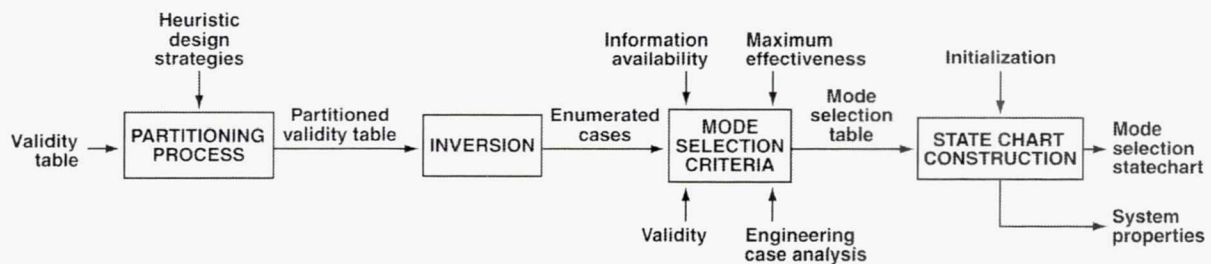 Heuristic
design
strategies
Validity
table
PARTITIONING
PROCESS
Partitioned
validity table
INVERSION
Enumerated
cases
Information
availability
Maximum
effectiveness
MODE
SELECTION
CRITERIA
Validity
Engineering
case analysis
Mode
selection
table
Initialization
STATE CHART
CONSTRUCTION
Mode
selection
statechart
System
properties